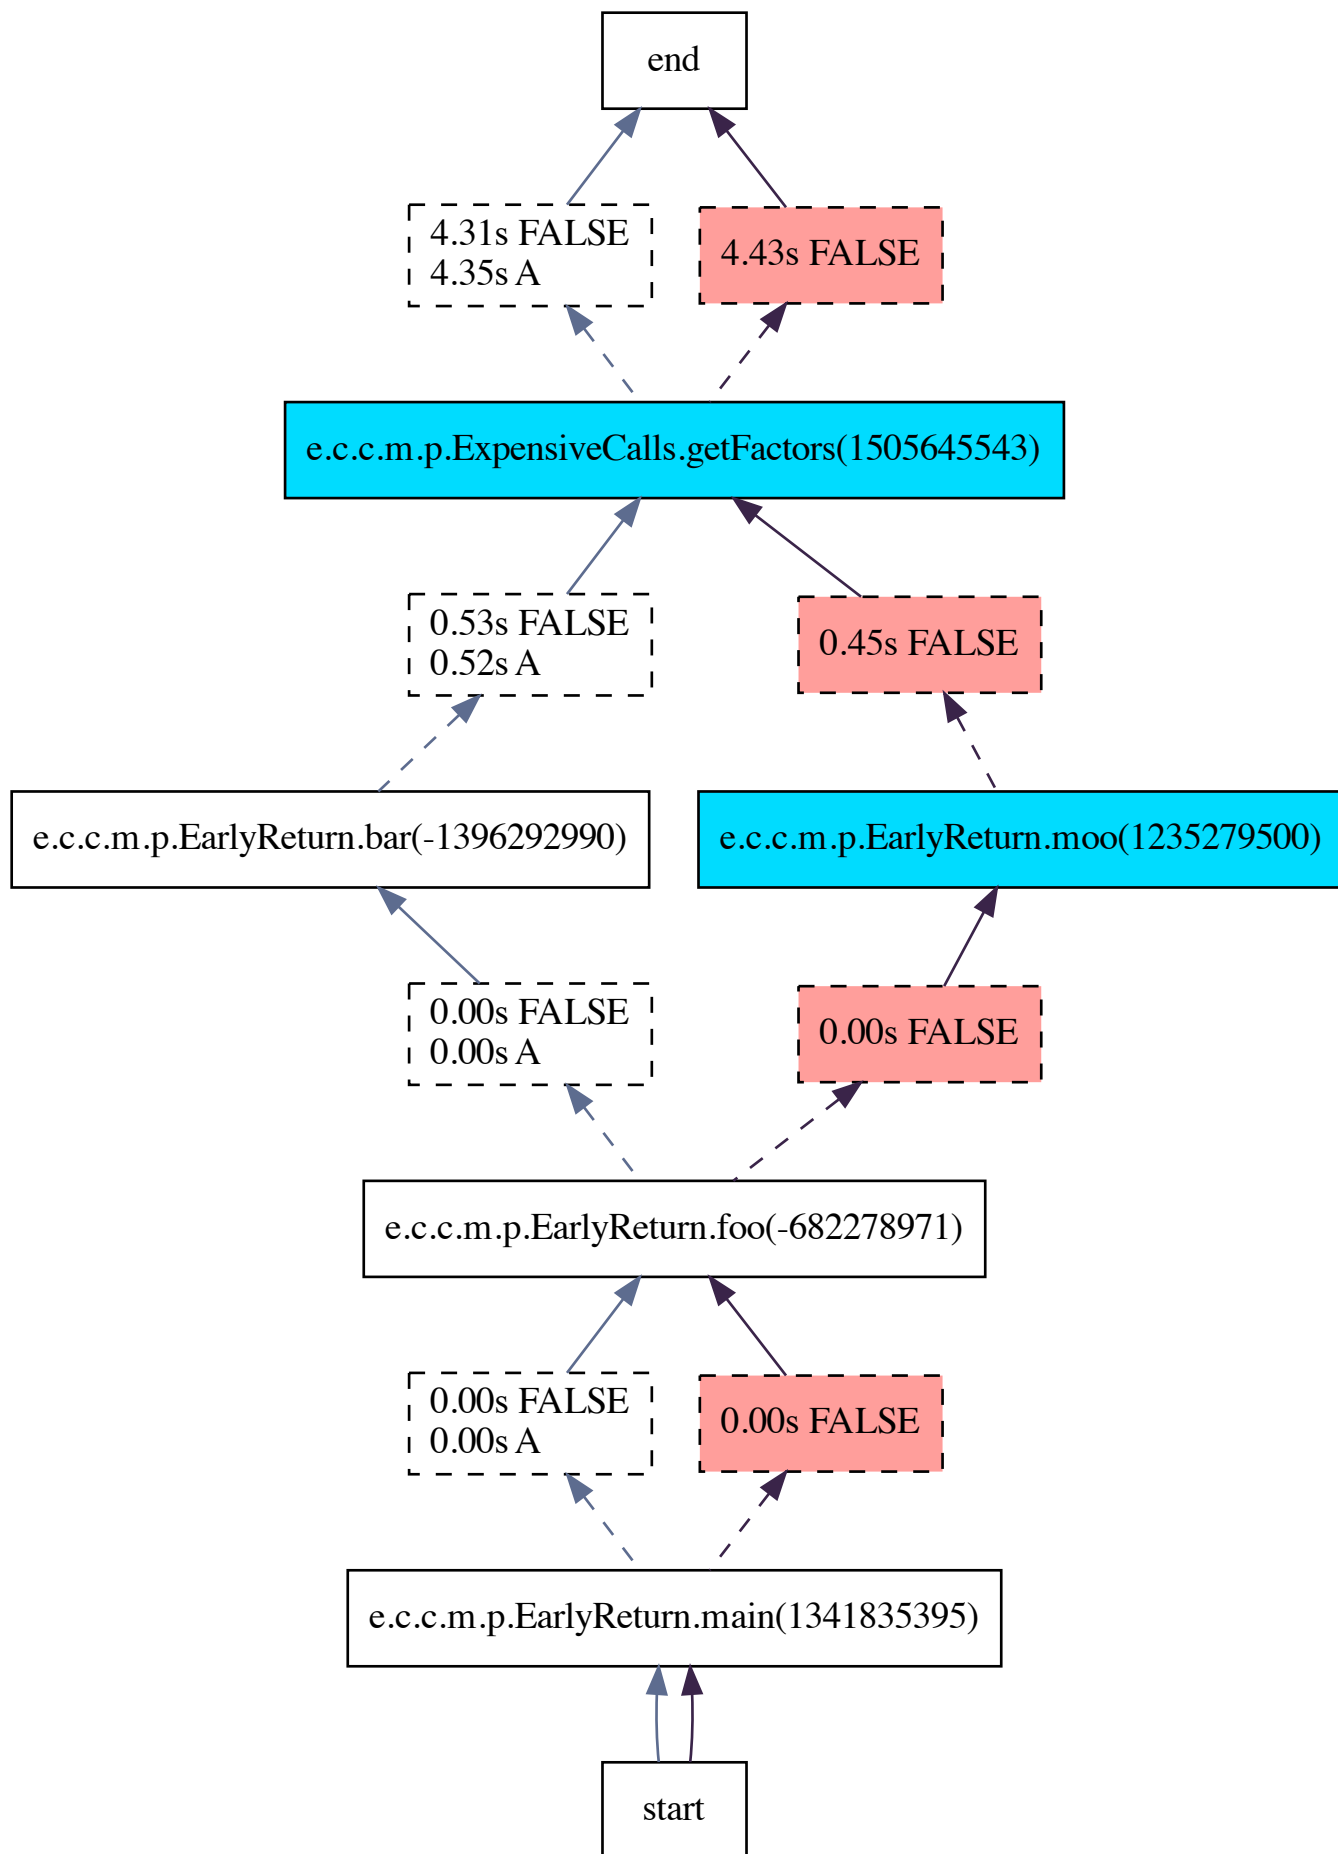 end
4.31s FALSE
4.35s A
4.43s FALSE
e.c.c.m.p.ExpensiveCalls.getFactors(1505645543)
0.53s FALSE
0.52s A
0.45s FALSE
e.c.c.m.p.EarlyReturn.bar(-1396292990)
e.c.c.m.p.EarlyReturn.moo(1235279500)
0.00s FALSE
0.00s A
0.00s FALSE
e.c.c.m.p.EarlyReturn.foo(-682278971)
0.00s FALSE
0.00s A
0.00s FALSE
e.c.c.m.p.EarlyReturn.main(1341835395)
start